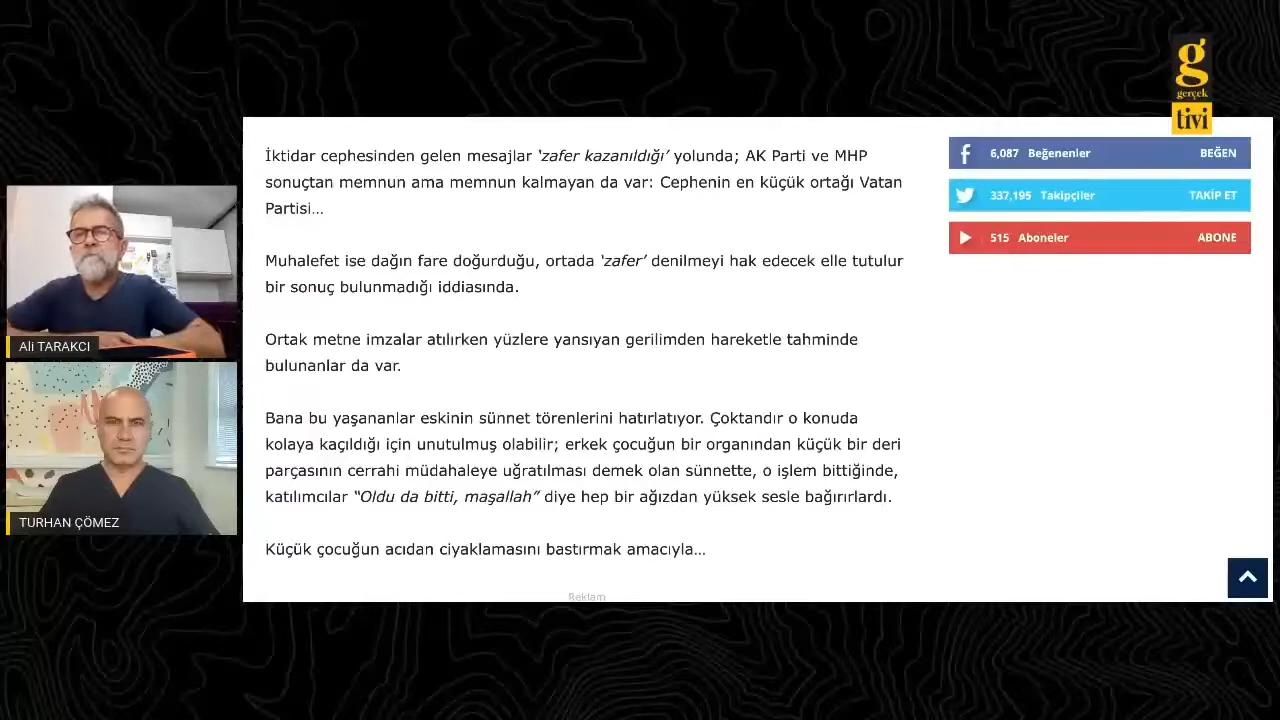 g
gerçek
tivi
İktidar cephesinden gelen mesajlar ‘zafer kazanıldığı’ yolunda; AK Parti ve MHP
sonuçtan memnun ama memnun kalmayan da var: Cephenin en küçük ortağı Vatan
Partisi…
Muhalefet ise dağın fare doğurduğu, ortada ‘zafer’ denilmeyi hak edecek elle tutulur
bir sonuç bulunmadığı iddiasında.
Ortak metne imzalar atılırken yüzlere yansıyan gerilimden hareketle tahminde
bulunanlar da var.
Bana bu yaşananlar eskinin sünnet törenlerini hatırlatıyor. Çoktandır o konuda
kolaya kaçıldığı için unutulmuş olabilir; erkek çocuğun bir organından küçük bir deri
parçasının cerrahi müdahaleye uğratılması demek olan sünnette, o işlem bittiğinde,
katılımcılar “Oldu da bitti, maşallah” diye hep bir ağızdan yüksek sesle bağırırlardı.
Küçük çocuğun acıdan ciyaklamasını bastırmak amacıyla…
Reklam
6,087 Beğenenler BEĞEN
337,195 Takipçiler TAKİP ET
515 Aboneler ABONE
Ali TARAKCI
TURHAN ÇÖMEZ